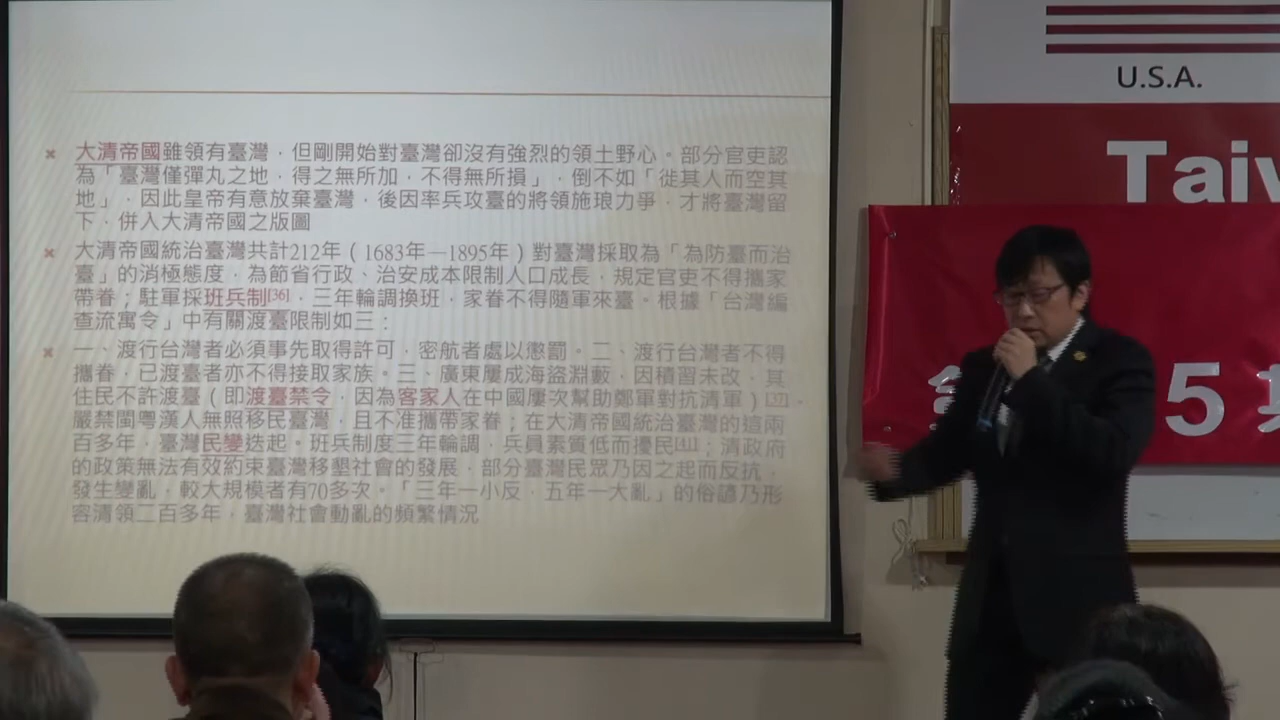 大清帝國雖領有臺灣，但剛開始對臺灣卻沒有強烈的領土野心。部分官吏認
為「臺灣僅彈丸之地，得之無所加，不得無所損」，倒不如「徙其人而空其
地」，因此皇帝有意放棄臺灣，後因率兵攻臺的將領施琅力爭，才將臺灣留
下，併入大清帝國之版圖
大清帝國統治臺灣共計212年（1683年—1895年）對臺灣採取為「為防臺而治
臺」的消極態度，為節省行政、治安成本限制人口成長，規定官吏不得攜家
帶眷；駐軍採班兵制[36]，三年輪調換班，家眷不得隨軍來臺。根據「台灣編
查流寓令」中有關渡臺限制如三：
一、渡行台灣者必須事先取得許可，密航者處以懲罰。二、渡行台灣者不得
攜眷，已渡臺者亦不得接取家族。三、廣東屢成海盜淵藪，因積習未改，其
住民不許渡臺（即渡臺禁令，因為客家人在中國屢次幫助鄭軍對抗清軍）[37]，
嚴禁閩粵漢人無照移民臺灣，且不准攜帶家眷；在大清帝國統治臺灣的這兩
百多年，臺灣民變迭起。班兵制度三年輪調，兵員素質低而擾民[41]；清政府
的政策無法有效約束臺灣移墾社會的發展，部分臺灣民眾乃因之起而反抗，
發生變亂，較大規模者有70多次。「三年一小反，五年一大亂」的俗諺乃形
容清領二百多年，臺灣社會動亂的頻繁情況
U.S.A.
Taiw
5其